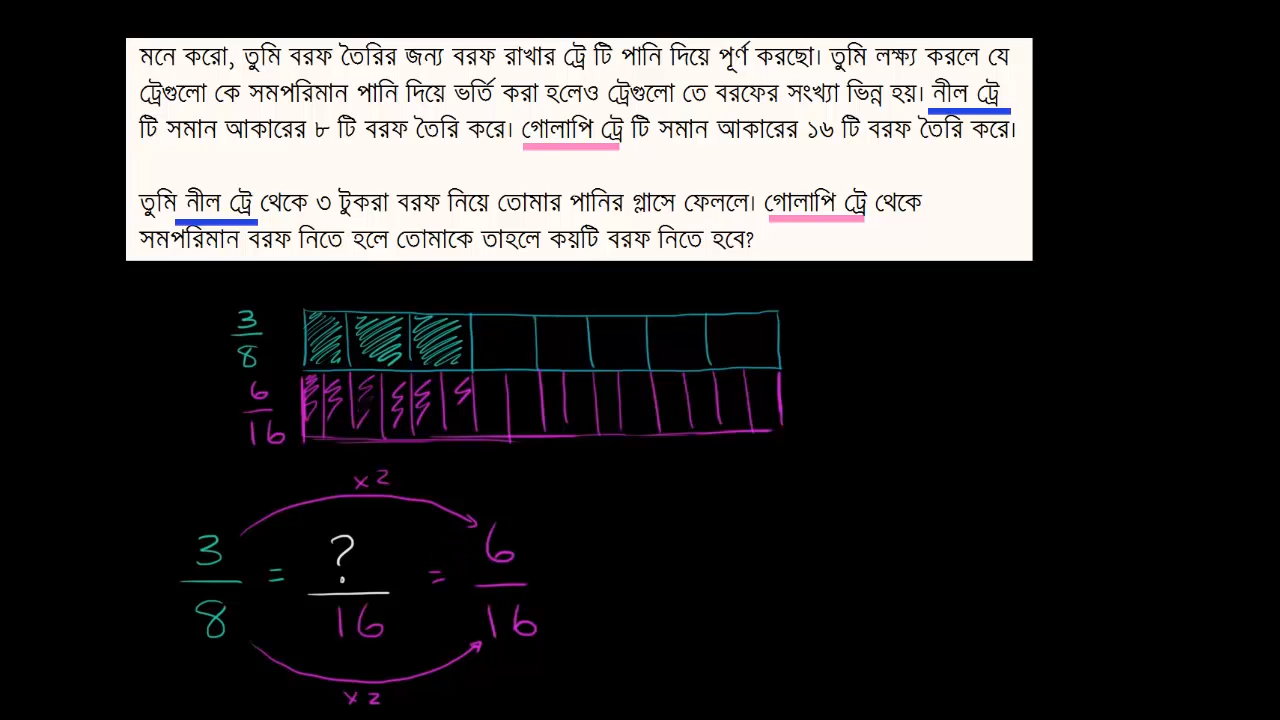 মনে করো, তুমি বরফ তৈরির জন্য বরফ রাখার ট্রে টি পানি দিয়ে পূর্ণ করছো। তুমি লক্ষ্য করলে যে
ট্রেগুলো কে সমপরিমান পানি দিয়ে ভর্তি করা হলেও ট্রেগুলো তে বরফের সংখ্যা ভিন্ন হয়। নীল ট্রে
টি সমান আকারের ৮ টি বরফ তৈরি করে। গোলাপি ট্রে টি সমান আকারের ১৬ টি বরফ তৈরি করে।
তুমি নীল ট্রে থেকে ৩ টুকরা বরফ নিয়ে তোমার পানির গ্লাসে ফেললে। গোলাপি ট্রে থেকে
সমপরিমান বরফ নিতে হলে তোমাকে তাহলে কয়টি বরফ নিতে হবে?
3
8
6
16
x2
3 = ? = 6
8 16 16
x2